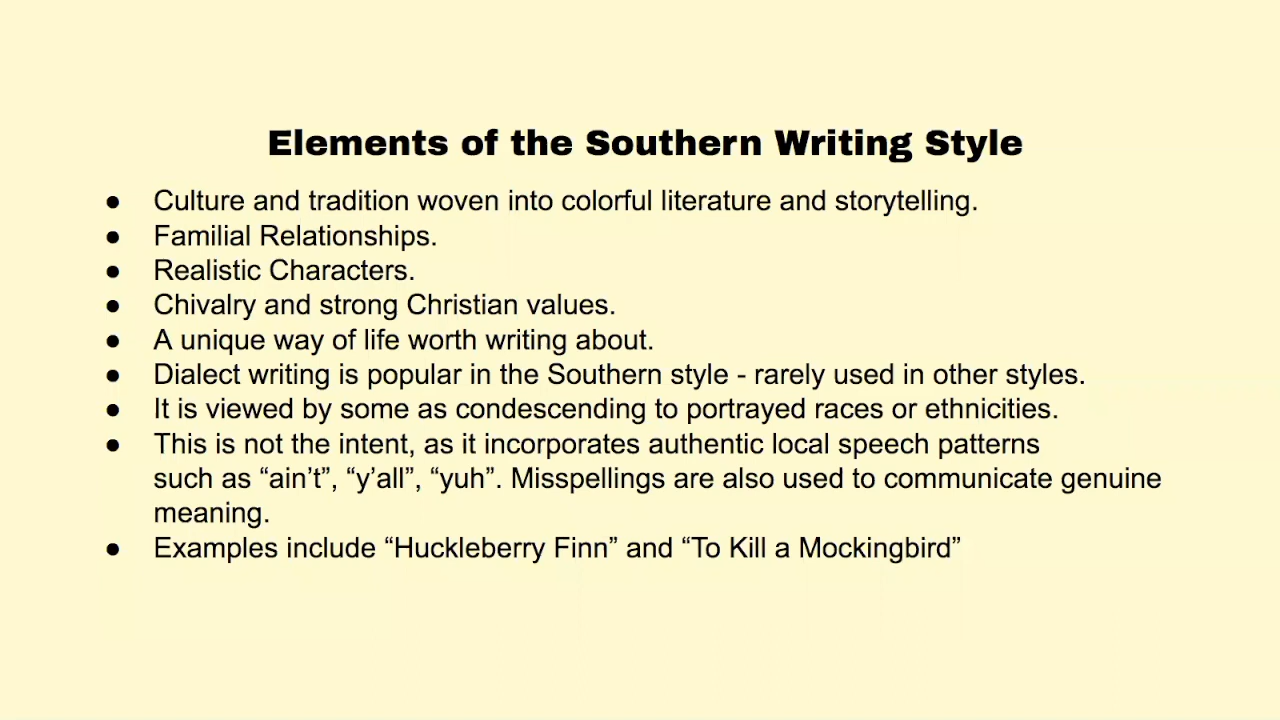 Elements of the Southern Writing Style
● Culture and tradition woven into colorful literature and storytelling.
● Familial Relationships.
● Realistic Characters.
● Chivalry and strong Christian values.
● A unique way of life worth writing about.
● Dialect writing is popular in the Southern style - rarely used in other styles.
● It is viewed by some as condescending to portrayed races or ethnicities.
● This is not the intent, as it incorporates authentic local speech patterns
such as “ain’t”, “y’all”, “yuh”. Misspellings are also used to communicate genuine
meaning.
● Examples include “Huckleberry Finn” and “To Kill a Mockingbird”